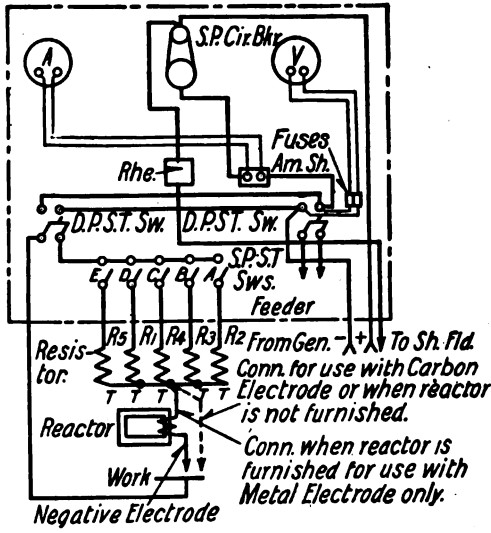 S.P. Cir. Bkr.
A
V
Fuses
Am. Sh.
Rhe.
D.P.S.T. Sw.
D.P.S.T. Sw.
S.P.S.T
Sws.
E D C B A
Feeder
R5 R1 R4 R3 R2
From Gen. - + To Sh. Fld.
Resis-
tor.
Conn. for use with Carbon
Electrode or when reactor
is not furnished.
T T T T
Reactor
Conn. when reactor is
furnished for use with
Metal Electrode only.
Work
Negative Electrode